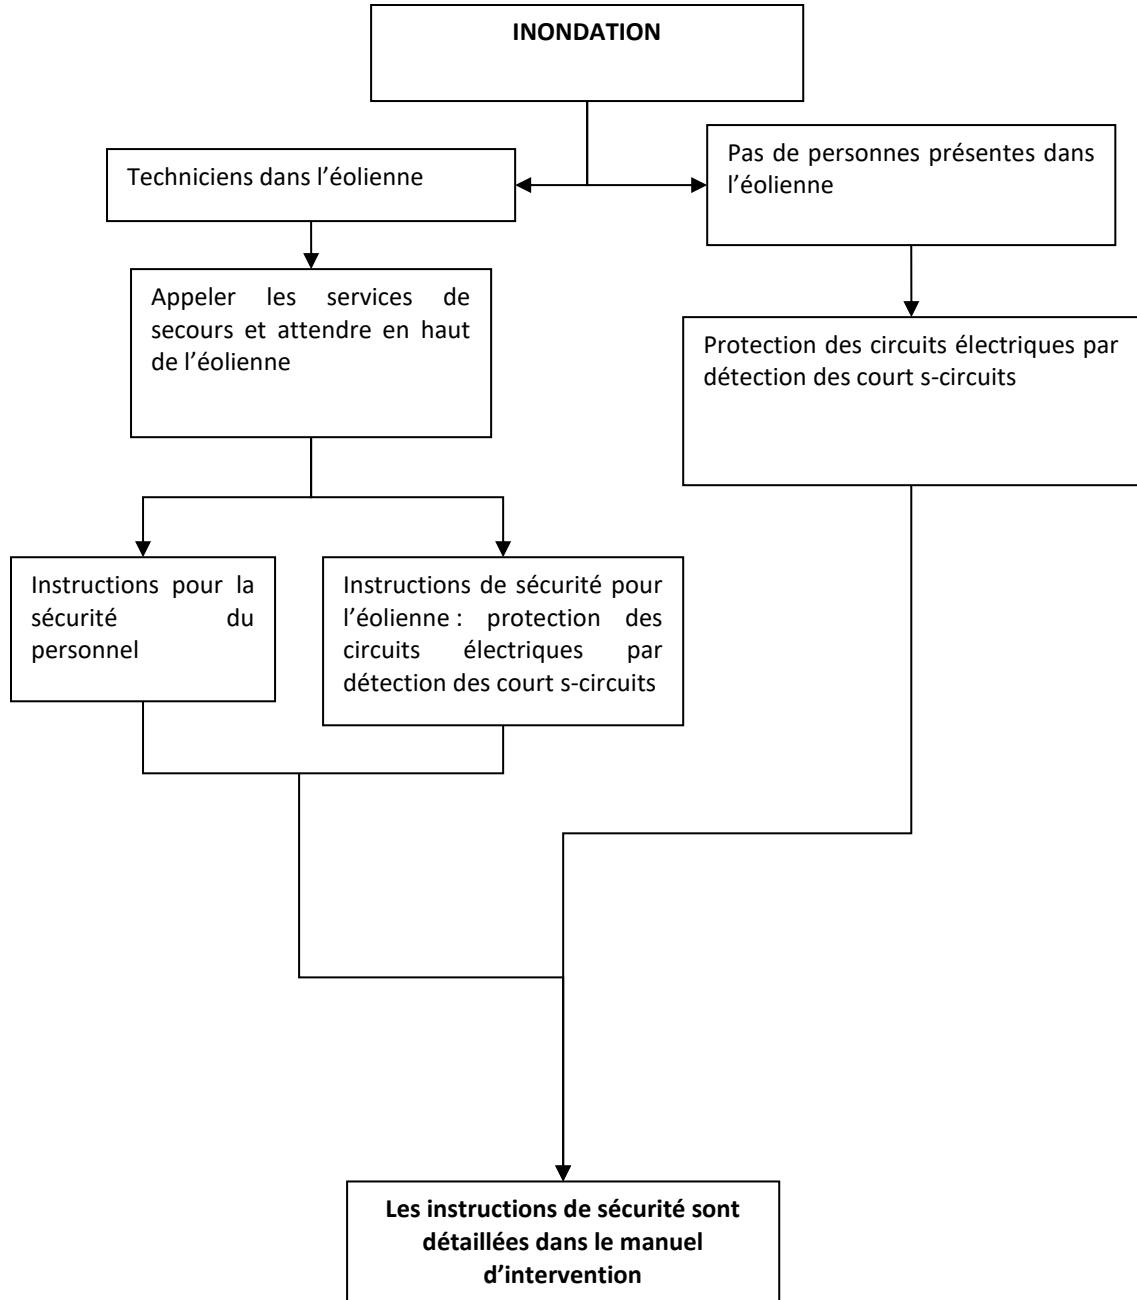 INONDATION
Techniciens dans l’éolienne
Pas de personnes présentes dans
l’éolienne
Appeler les services de
secours et attendre en haut
de l’éolienne
Protection des circuits électriques par
détection des court s-circuits
Instructions pour la
sécurité du
personnel
Instructions de sécurité pour
l’éolienne : protection des
circuits électriques par
détection des court s-circuits
Les instructions de sécurité sont
détaillées dans le manuel
d’intervention